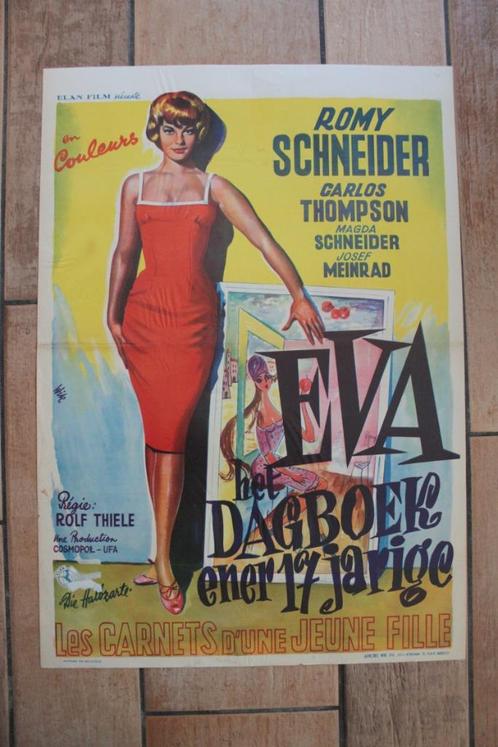 ELAN FILM présente
en
Couleurs
ROMY
SCHNEIDER
CARLOS
THOMPSON
MAGDA
SCHNEIDER
JOSEF
MEINRAD
EVA
het
DAGBOEK
ener 17 jarige
Régie:
ROLF THIELE
Une Production
COSMOPOL - UFA
"Die Halbzarte"
Les CARNETS D'UNE JEUNE FILLE